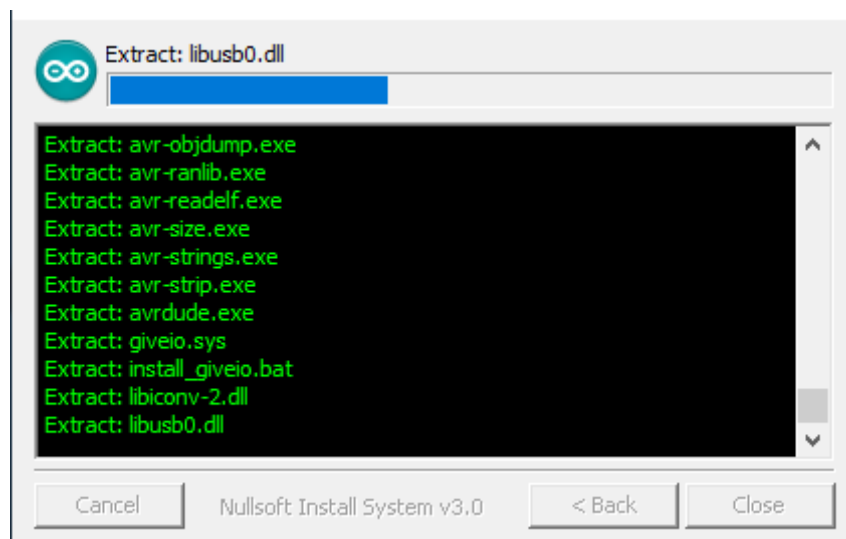 Extract: libusb0.dll
Extract: avr-objdump.exe
Extract: avr-ranlib.exe
Extract: avr-readelf.exe
Extract: avr-size.exe
Extract: avr-strings.exe
Extract: avr-strip.exe
Extract: avrdude.exe
Extract: giveio.sys
Extract: install_giveio.bat
Extract: libiconv-2.dll
Extract: libusb0.dll
Cancel Nullsoft Install System v3.0 < Back Close